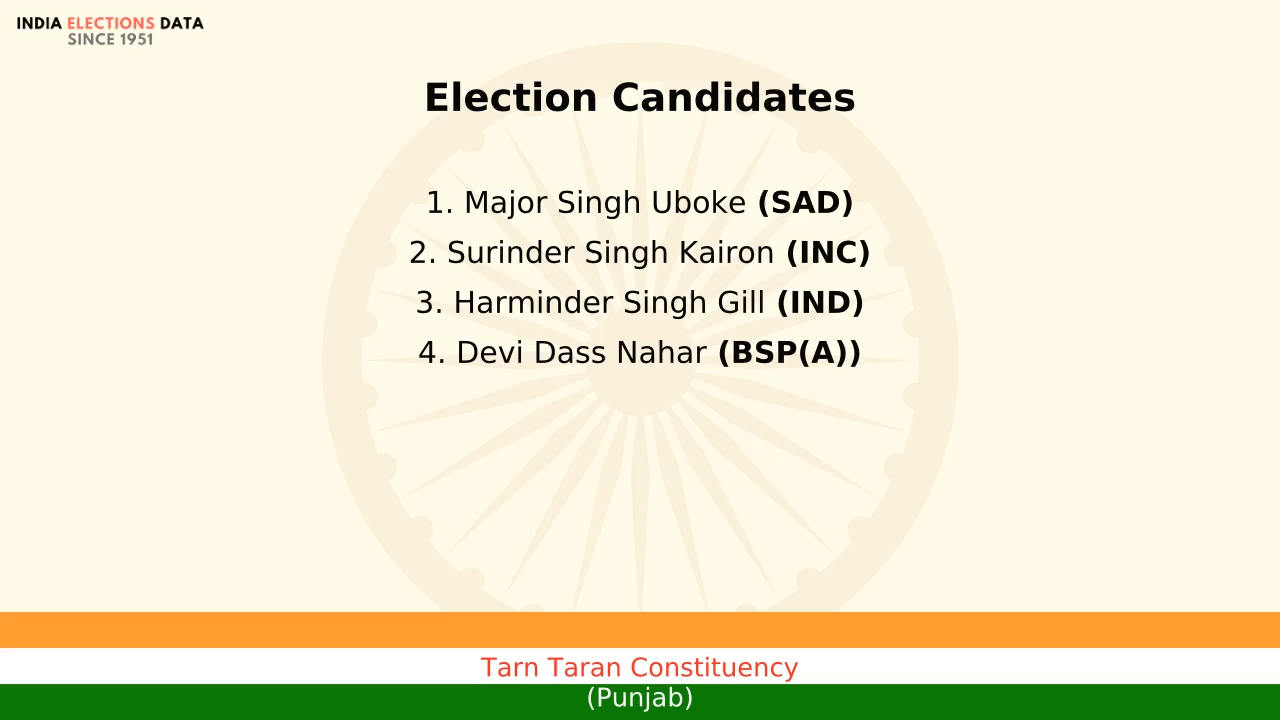 INDIA ELECTIONS DATA
SINCE 1951
Election Candidates
1. Major Singh Uboke (SAD)
2. Surinder Singh Kairon (INC)
3. Harminder Singh Gill (IND)
4. Devi Dass Nahar (BSP(A))
Tarn Taran Constituency
(Punjab)